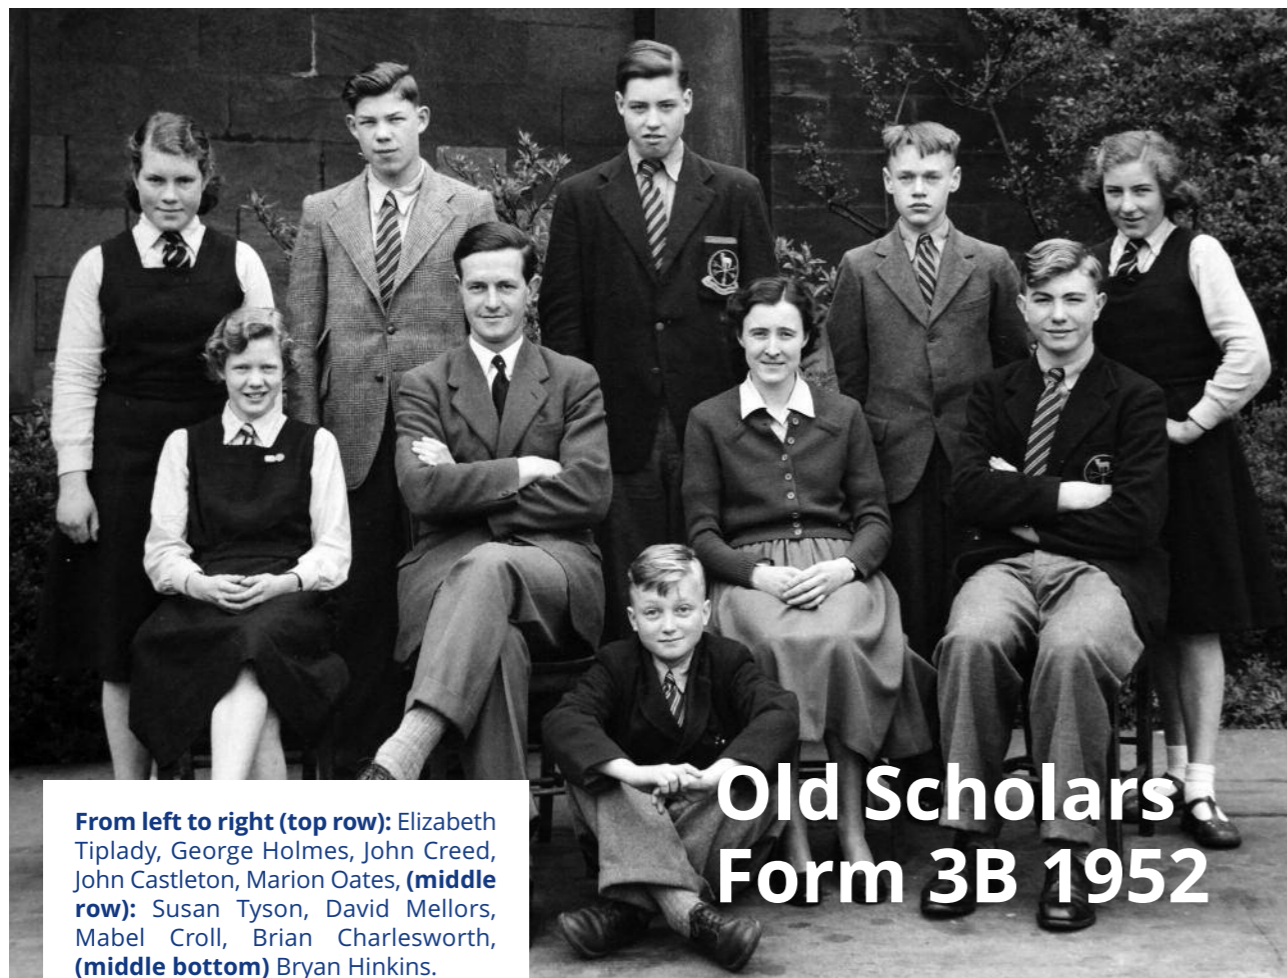 Old Scholars
Form 3B 1952
From left to right (top row): Elizabeth
Tiplady, George Holmes, John Creed,
John Castleton, Marion Oates, (middle
row): Susan Tyson, David Mellors,
Mabel Croll, Brian Charlesworth,
(middle bottom) Bryan Hinkins.